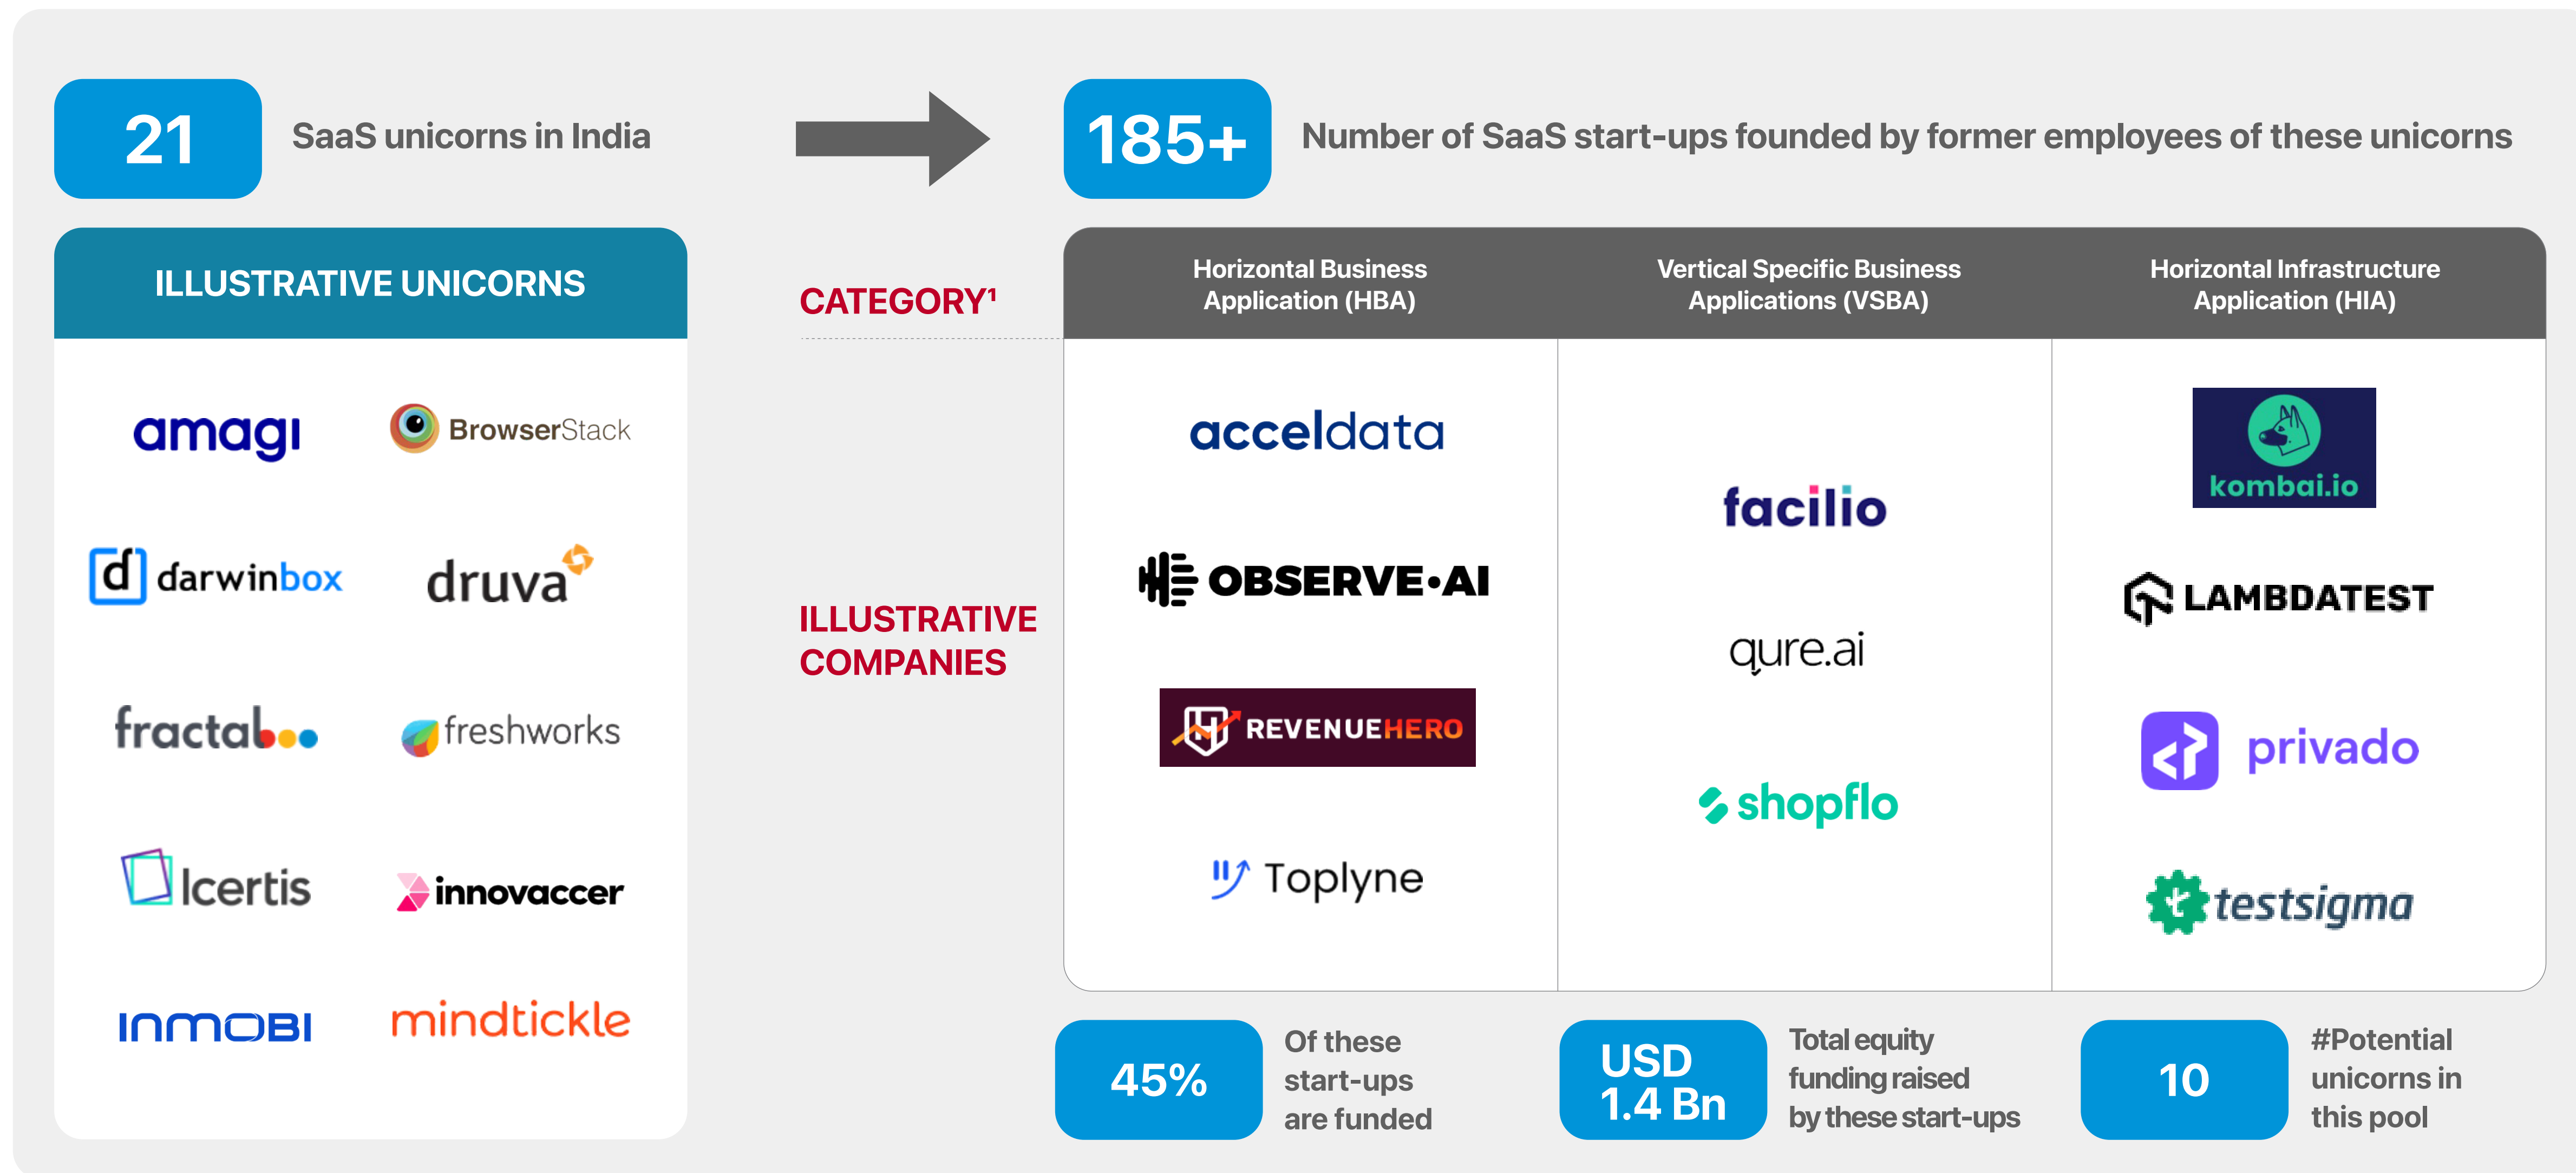 21
SaaS unicorns in India
185+
Number of SaaS start-ups founded by former employees of these unicorns
ILLUSTRATIVE UNICORNS
amagi
BrowserStack
darwinbox
druva
fractal
freshworks
Icertis
innovaccer
INMOBI
mindtickle
CATEGORY¹
Horizontal Business
Application (HBA)
Vertical Specific Business
Applications (VSBA)
Horizontal Infrastructure
Application (HIA)
ILLUSTRATIVE
COMPANIES
acceldata
OBSERVE•AI
REVENUEHERO
Toplyne
facilio
qure.ai
shopflo
kombai.io
LAMBDATEST
privado
testsigma
45%
Of these
start-ups
are funded
USD
1.4 Bn
Total equity
funding raised
by these start-ups
10
#Potential
unicorns in
this pool